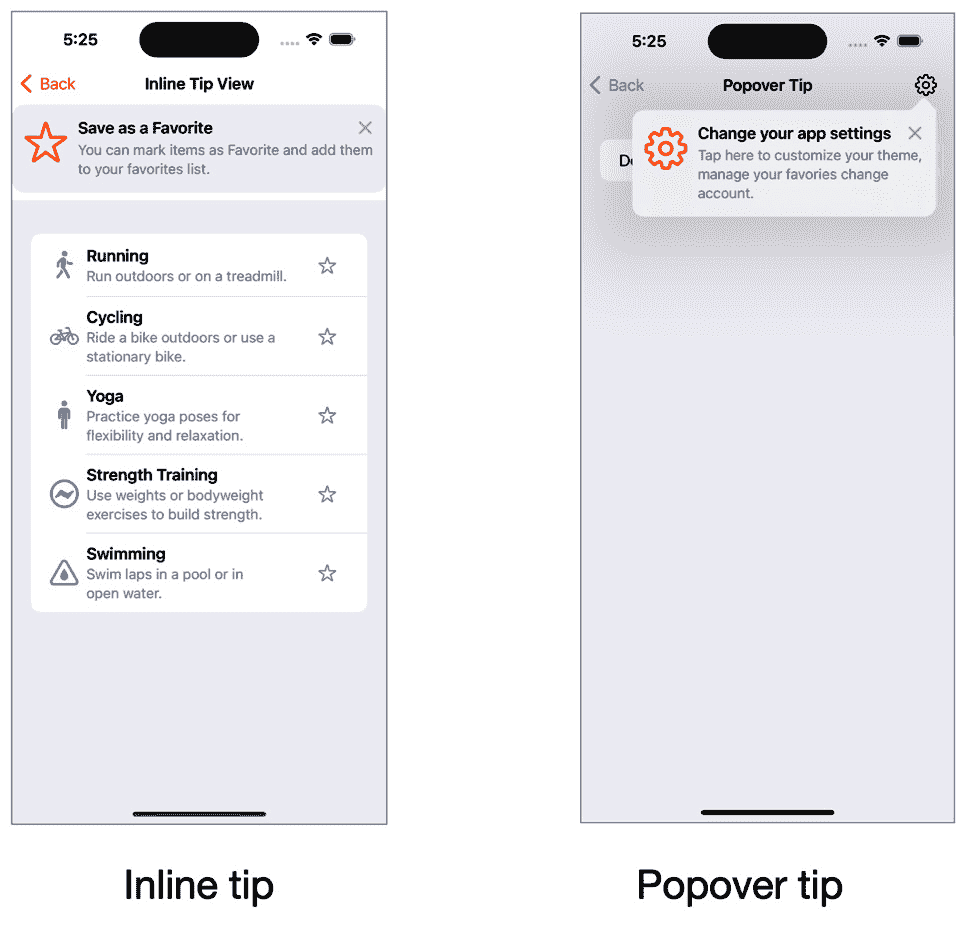 5:25
Back
Inline Tip View
Save as a Favorite
You can mark items as Favorite and add them
to your favorites list.
Running
Run outdoors or on a treadmill.
Cycling
Ride a bike outdoors or use a
stationary bike.
Yoga
Practice yoga poses for
flexibility and relaxation.
Strength Training
Use weights or bodyweight
exercises to build strength.
Swimming
Swim laps in a pool or in
open water.
Inline tip
5:25
Back
Popover Tip
Change your app settings
Tap here to customize your theme,
manage your favories change
account.
Popover tip